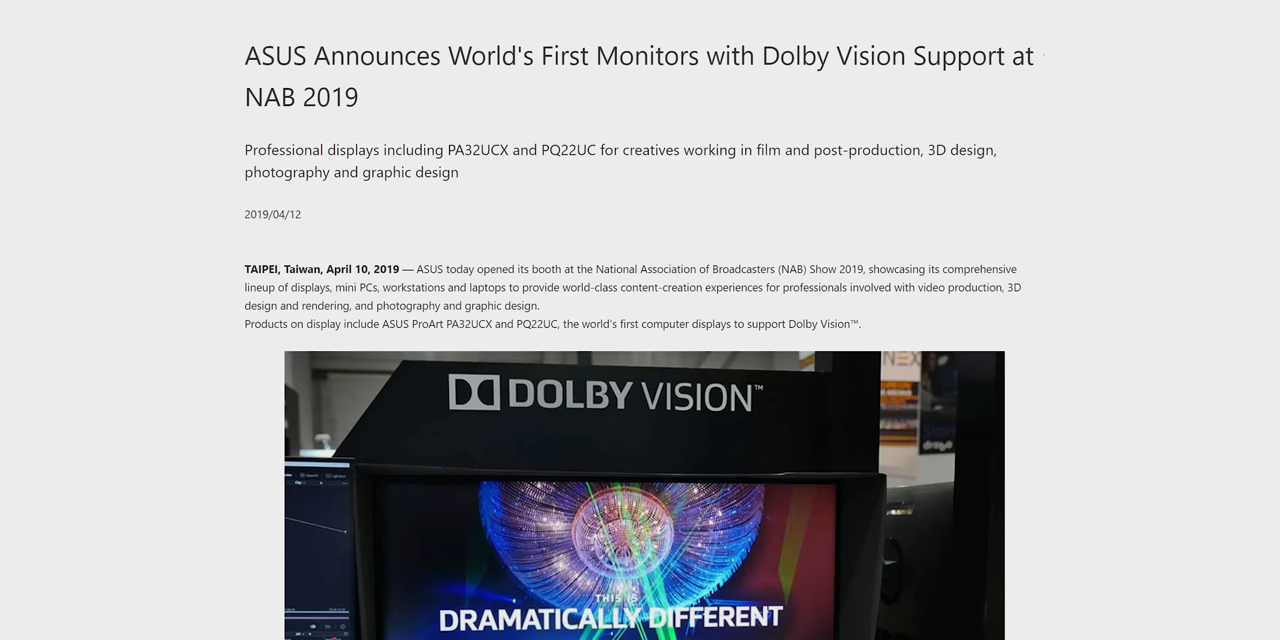 ASUS Announces World's First Monitors with Dolby Vision Support at
NAB 2019
Professional displays including PA32UCX and PQ22UC for creatives working in film and post-production, 3D design,
photography and graphic design
2019/04/12
TAIPEI, Taiwan, April 10, 2019 — ASUS today opened its booth at the National Association of Broadcasters (NAB) Show 2019, showcasing its comprehensive
lineup of displays, mini PCs, workstations and laptops to provide world-class content-creation experiences for professionals involved with video production, 3D
design and rendering, and photography and graphic design.
Products on display include ASUS ProArt PA32UCX and PQ22UC, the world's first computer displays to support Dolby Vision™.
DOLBY VISION™
THIS IS
DRAMATICALLY DIFFERENT